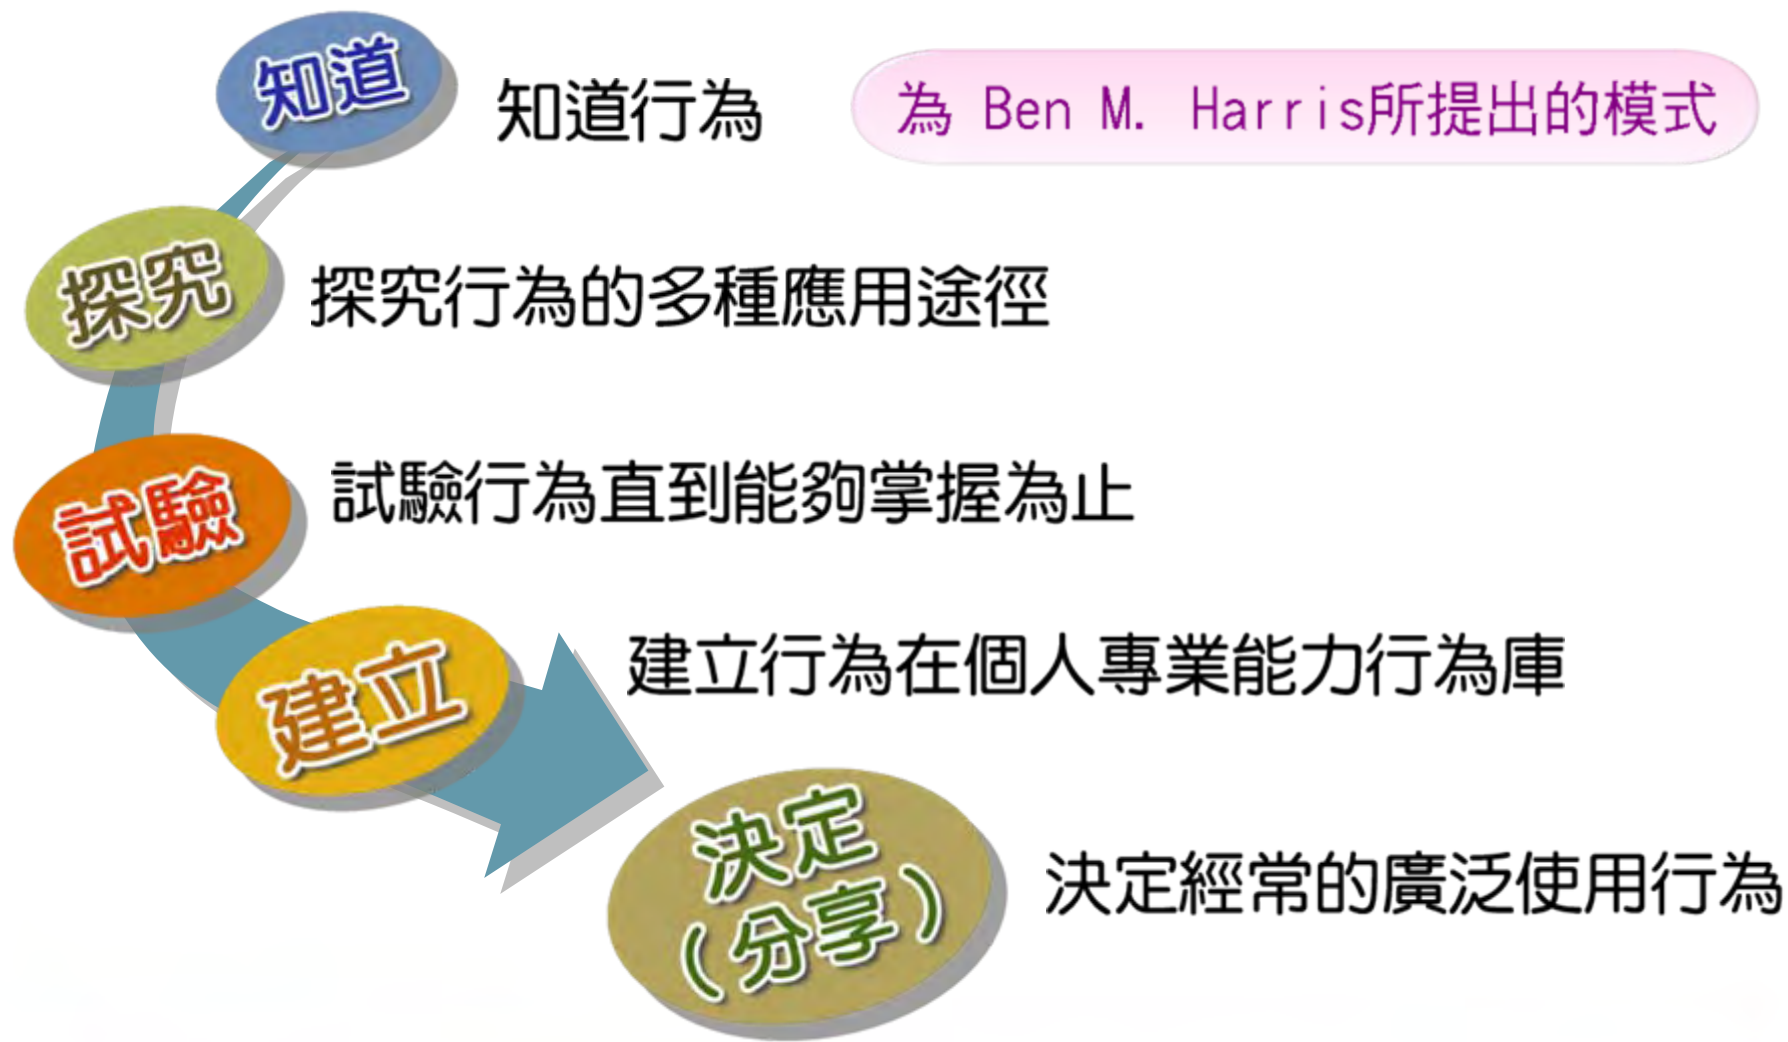 知道
知道行為
為 Ben M. Harris所提出的模式
探究
探究行為的多種應用途徑
試驗
試驗行為直到能夠掌握為止
建立
建立行為在個人專業能力行為庫
決定
（分享）
決定經常的廣泛使用行為